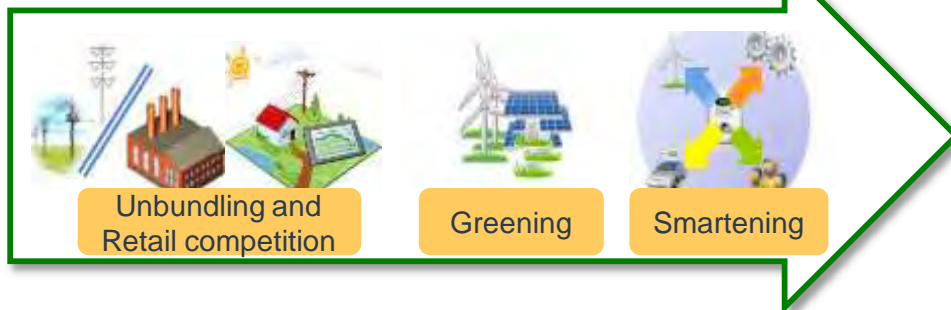 Unbundling and
Retail competition
Greening
Smartening